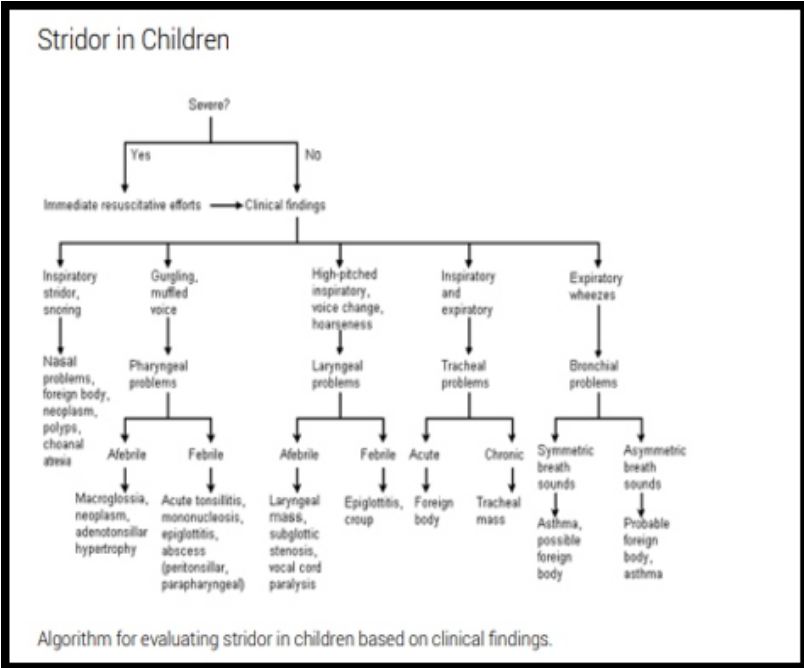 Stridor in Children
Severe?
Yes
No
Immediate resuscitative efforts
Clinical findings
Inspiratory
stridor,
snoring
Gurgling,
muffled
voice
High-pitched
inspiratory,
voice change,
hoarseness
Inspiratory
and
expiratory
Expiratory
wheezes
Nasal
problems,
foreign body,
neoplasm,
polyps,
choanal
atresia
Pharyngeal
problems
Laryngeal
problems
Tracheal
problems
Bronchial
problems
Afebrile
Febrile
Afebrile
Febrile
Acute
Chronic
Symmetric
breath
sounds
Asymmetric
breath
sounds
Macroglossia,
neoplasm,
adenotonsillar
hypertrophy
Acute tonsillitis,
mononucleosis,
epiglottitis,
abscess
(peritonsillar,
parapharyngeal)
Laryngeal
mass,
subglottic
stenosis,
vocal cord
paralysis
Epiglottitis,
croup
Foreign
body
Tracheal
mass
Asthma,
possible
foreign
body
Probable
foreign
body,
asthma
Algorithm for evaluating stridor in children based on clinical findings.